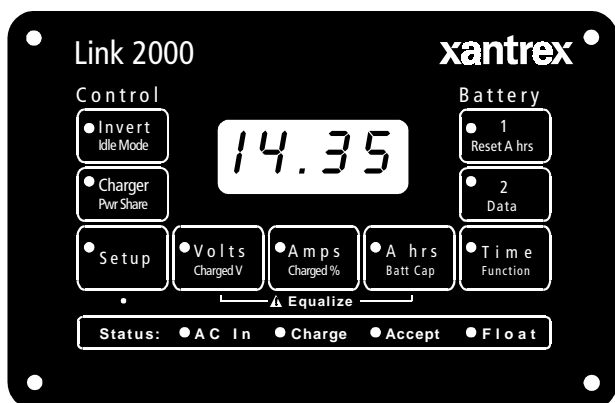 Link 2000 xantrex
Control Battery
Invert
Idle Mode
1
Reset A hrs
14.35
Charger
Pwr Share
2
Data
Setup
Volts
Charged V
Amps
Charged %
A hrs
Batt Cap
Time
Function
⚠ Equalize
Status: AC In Charge Accept Float